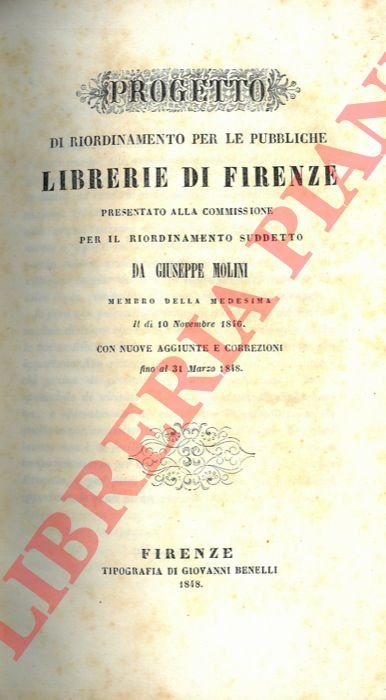 PROGETTO
DI RIORDINAMENTO PER LE PUBBLICHE
LIBRERIE DI FIRENZE
PRESENTATO ALLA COMMISSIONE
PER IL RIORDINAMENTO SUDDETTO
DA GIUSEPPE MOLINI
MEMBRO DELLA MEDESIMA
Il dì 10 Novembre 1846.
CON NUOVE AGGIUNTE E CORREZIONI
fino al 31 Marzo 1848.
FIRENZE
TIPOGRAFIA DI GIOVANNI BENELLI
1848.
LIBRERIA PIANI